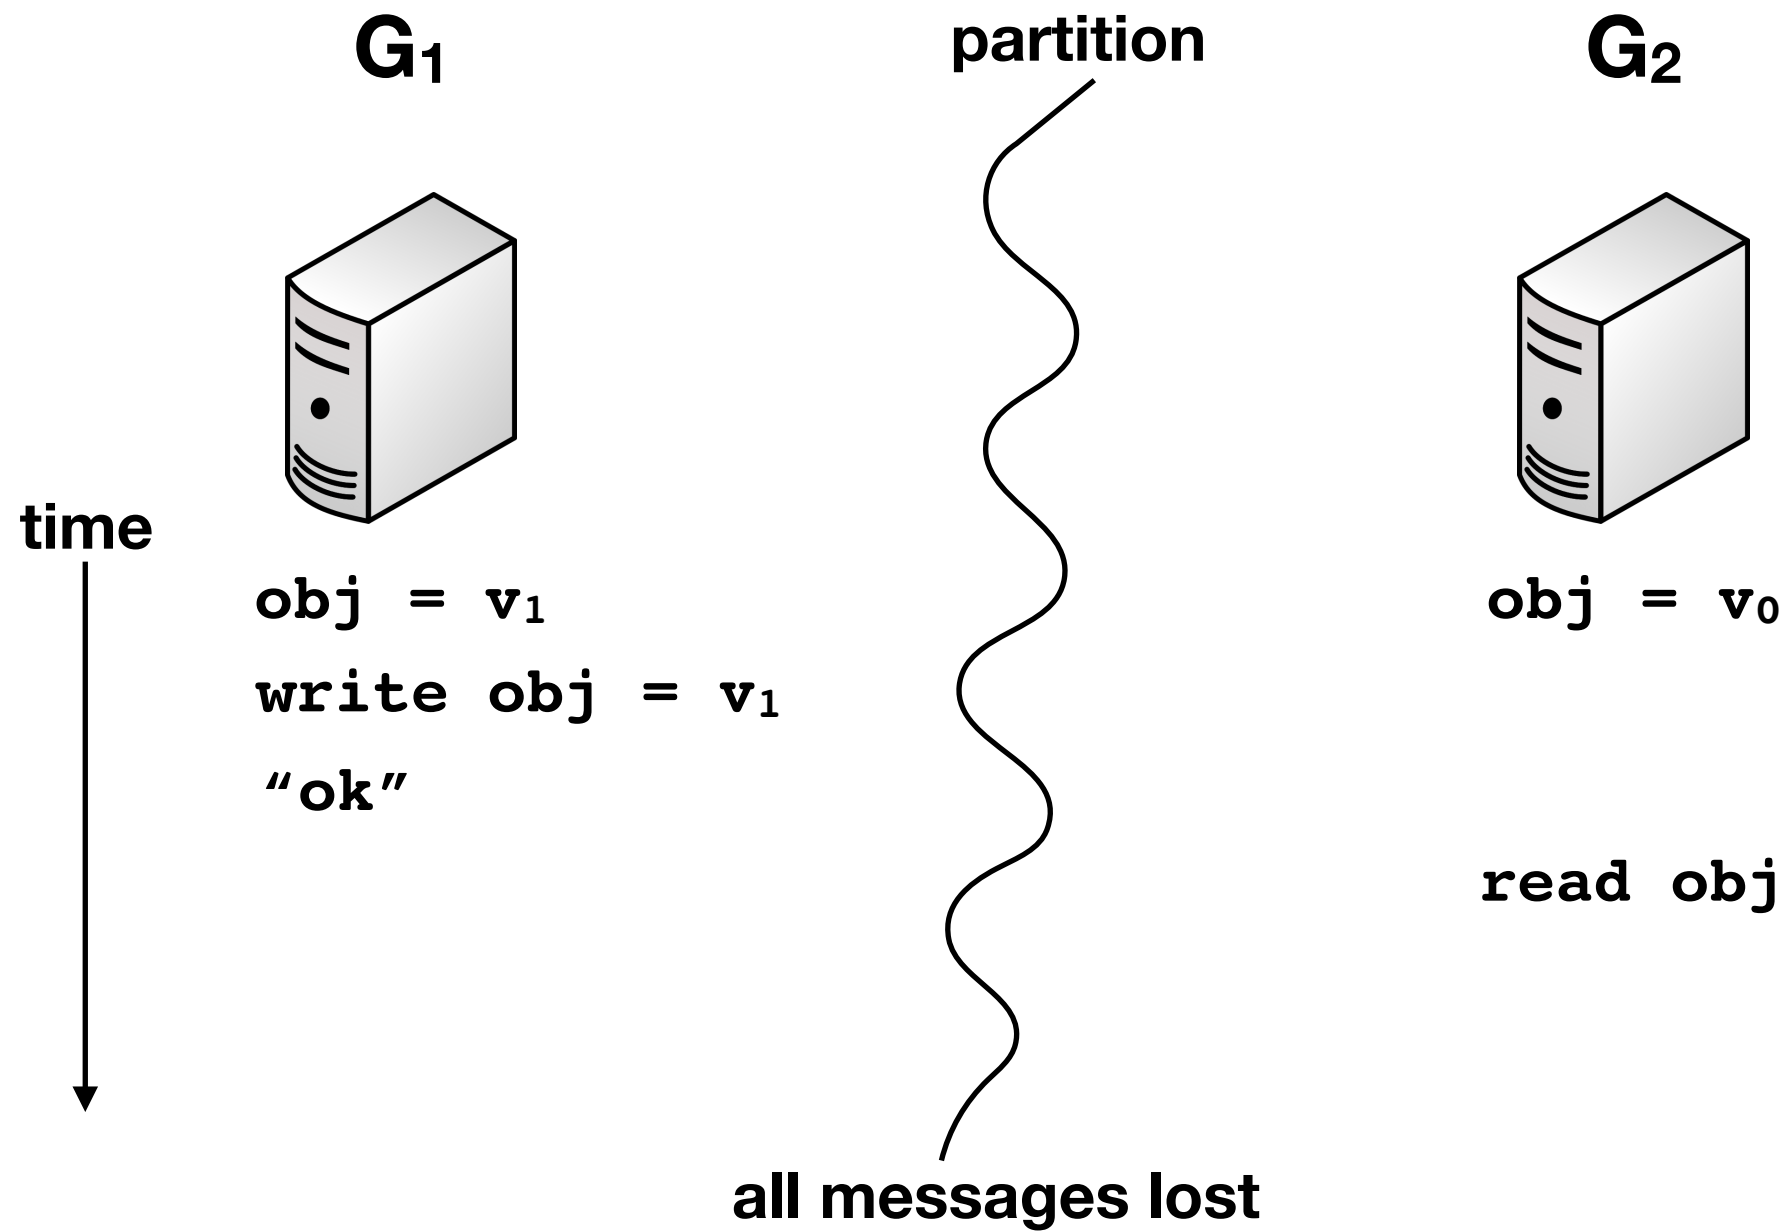 G₁
partition
G₂
time
obj = v₁
obj = v₀
write obj = v₁
“ok”
read obj
all messages lost